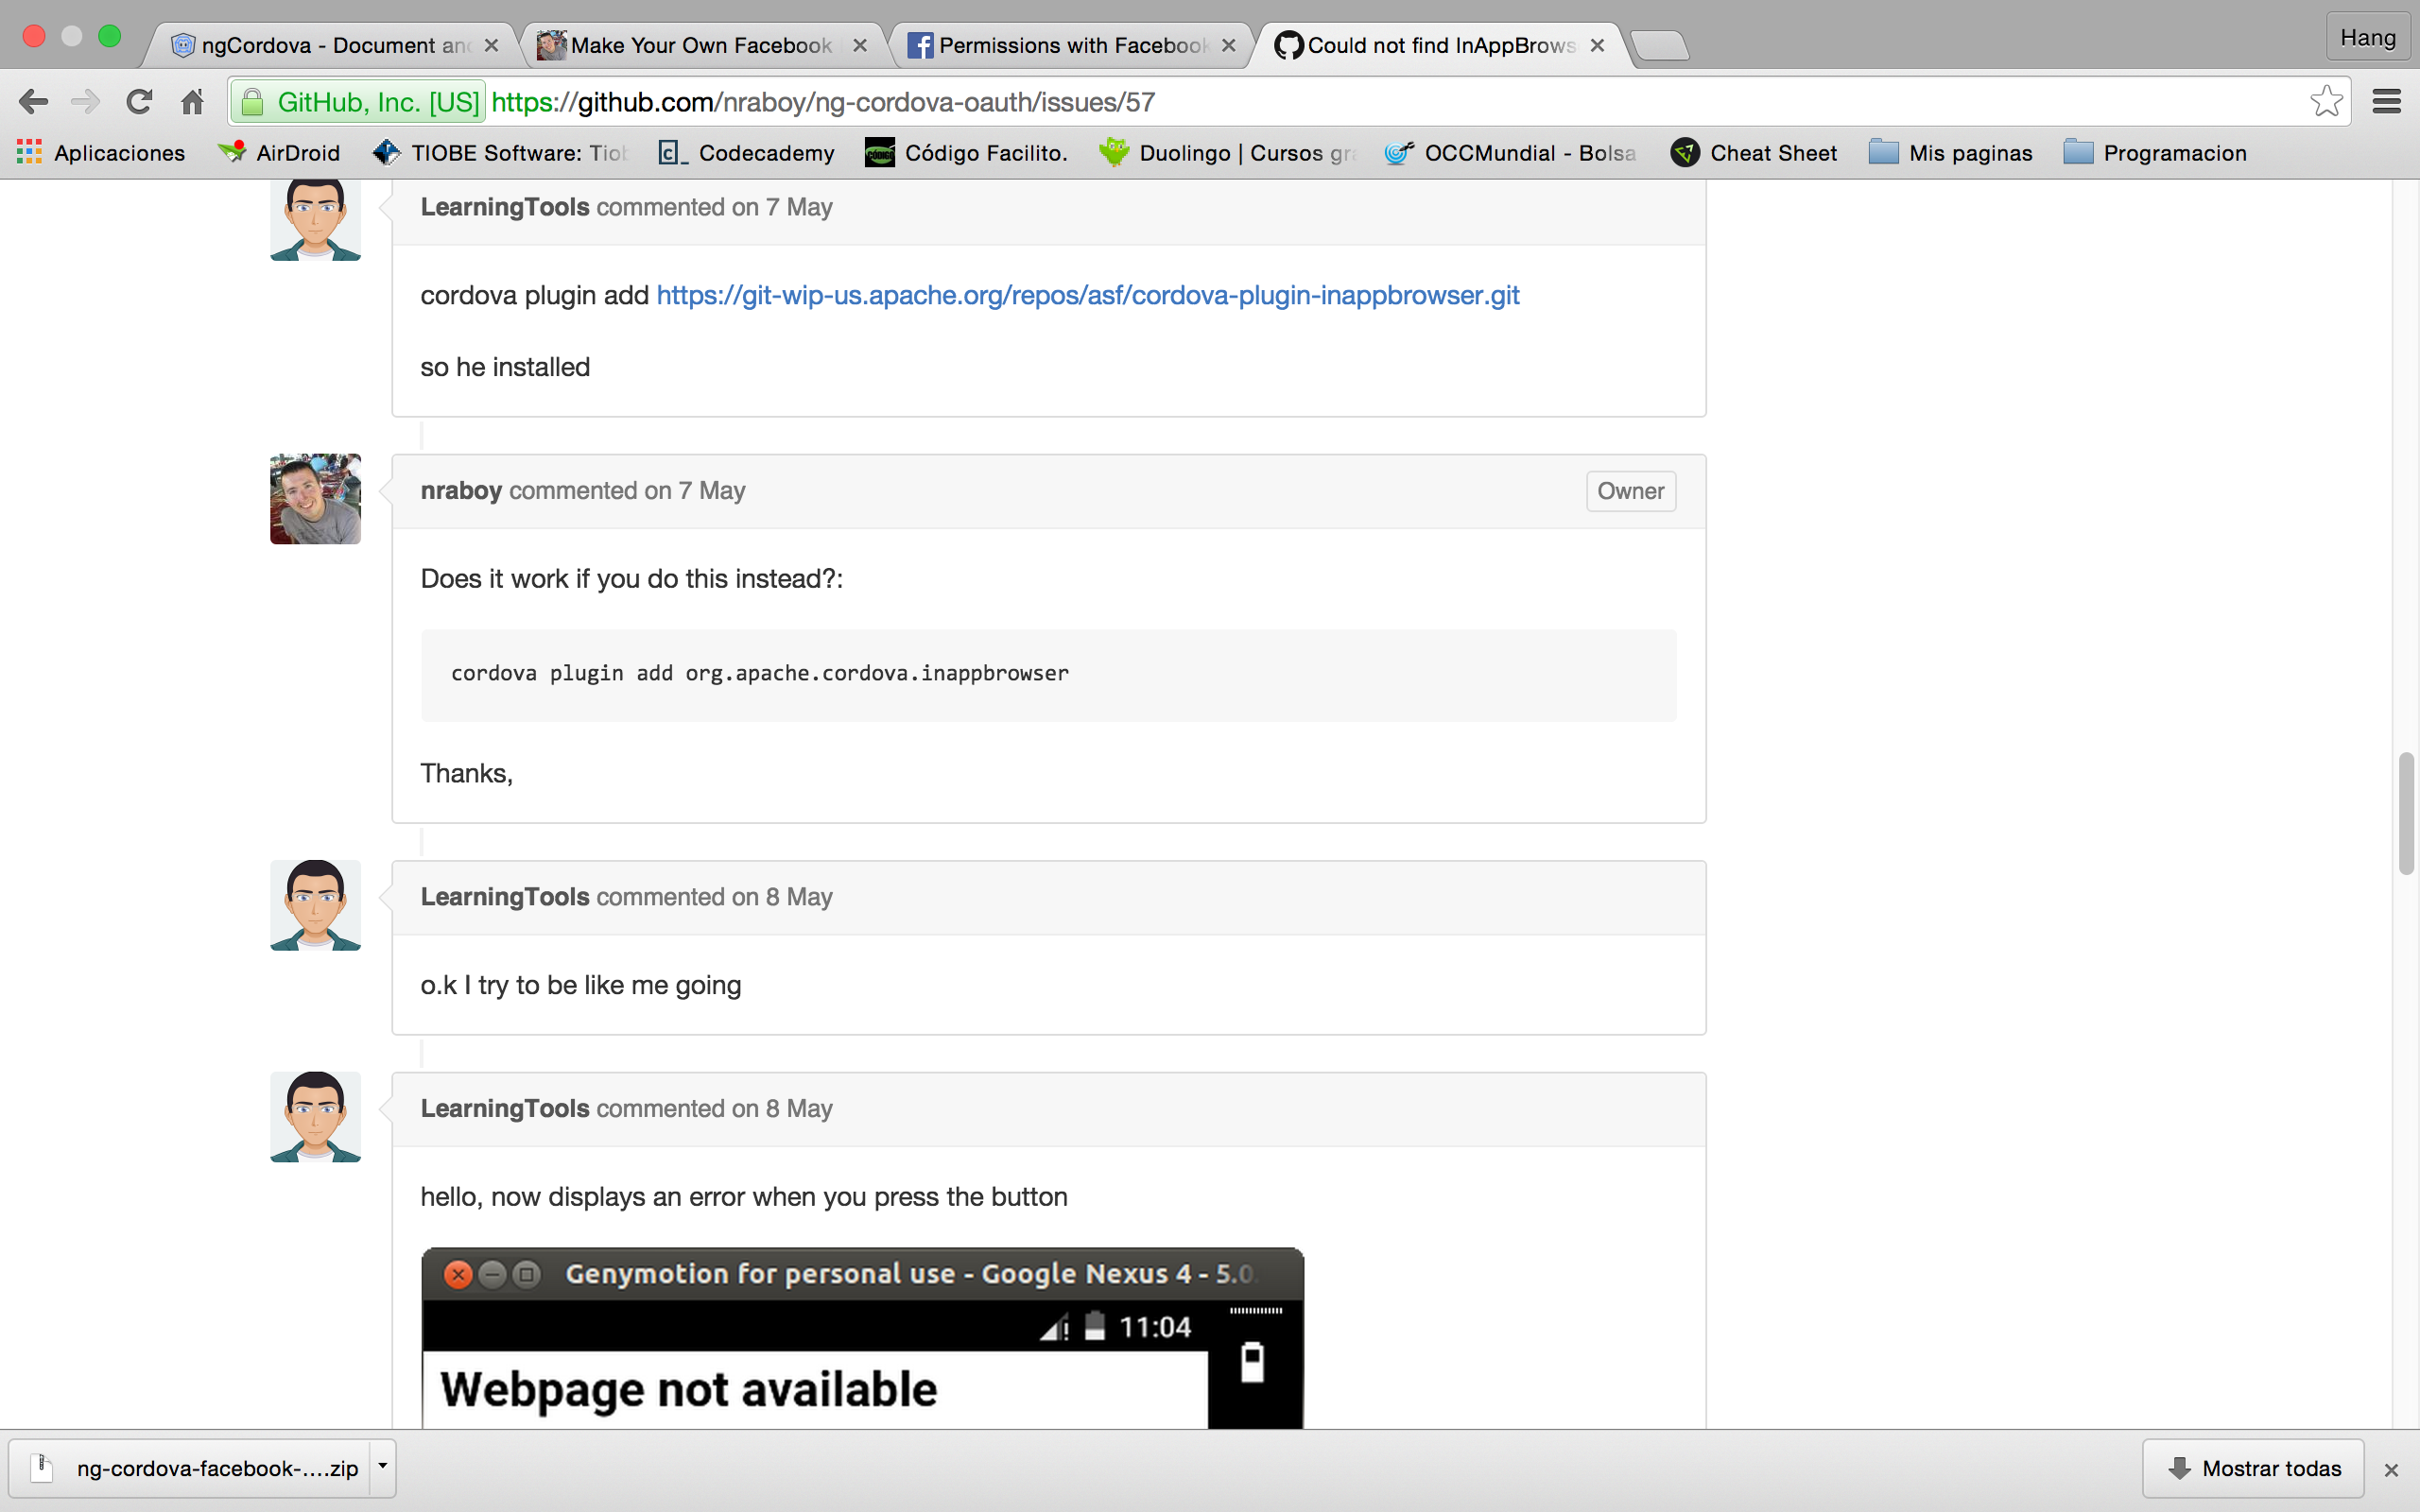 ngCordova - Document an
Make Your Own Facebook
Permissions with Facebook
Could not find InAppBrows
Hang
GitHub, Inc. [US] https://github.com/nraboy/ng-cordova-oauth/issues/57
Aplicaciones
AirDroid
TIOBE Software: Tiob
Codecademy
Código Facilito.
Duolingo | Cursos gra
OCCMundial - Bolsa
Cheat Sheet
Mis paginas
Programacion
LearningTools commented on 7 May
cordova plugin add https://git-wip-us.apache.org/repos/asf/cordova-plugin-inappbrowser.git
so he installed
nraboy commented on 7 May
Owner
Does it work if you do this instead?:
cordova plugin add org.apache.cordova.inappbrowser
Thanks,
LearningTools commented on 8 May
o.k I try to be like me going
LearningTools commented on 8 May
hello, now displays an error when you press the button
Genymotion for personal use - Google Nexus 4 - 5.0.
11:04
Webpage not available
ng-cordova-facebook-....zip
Mostrar todas